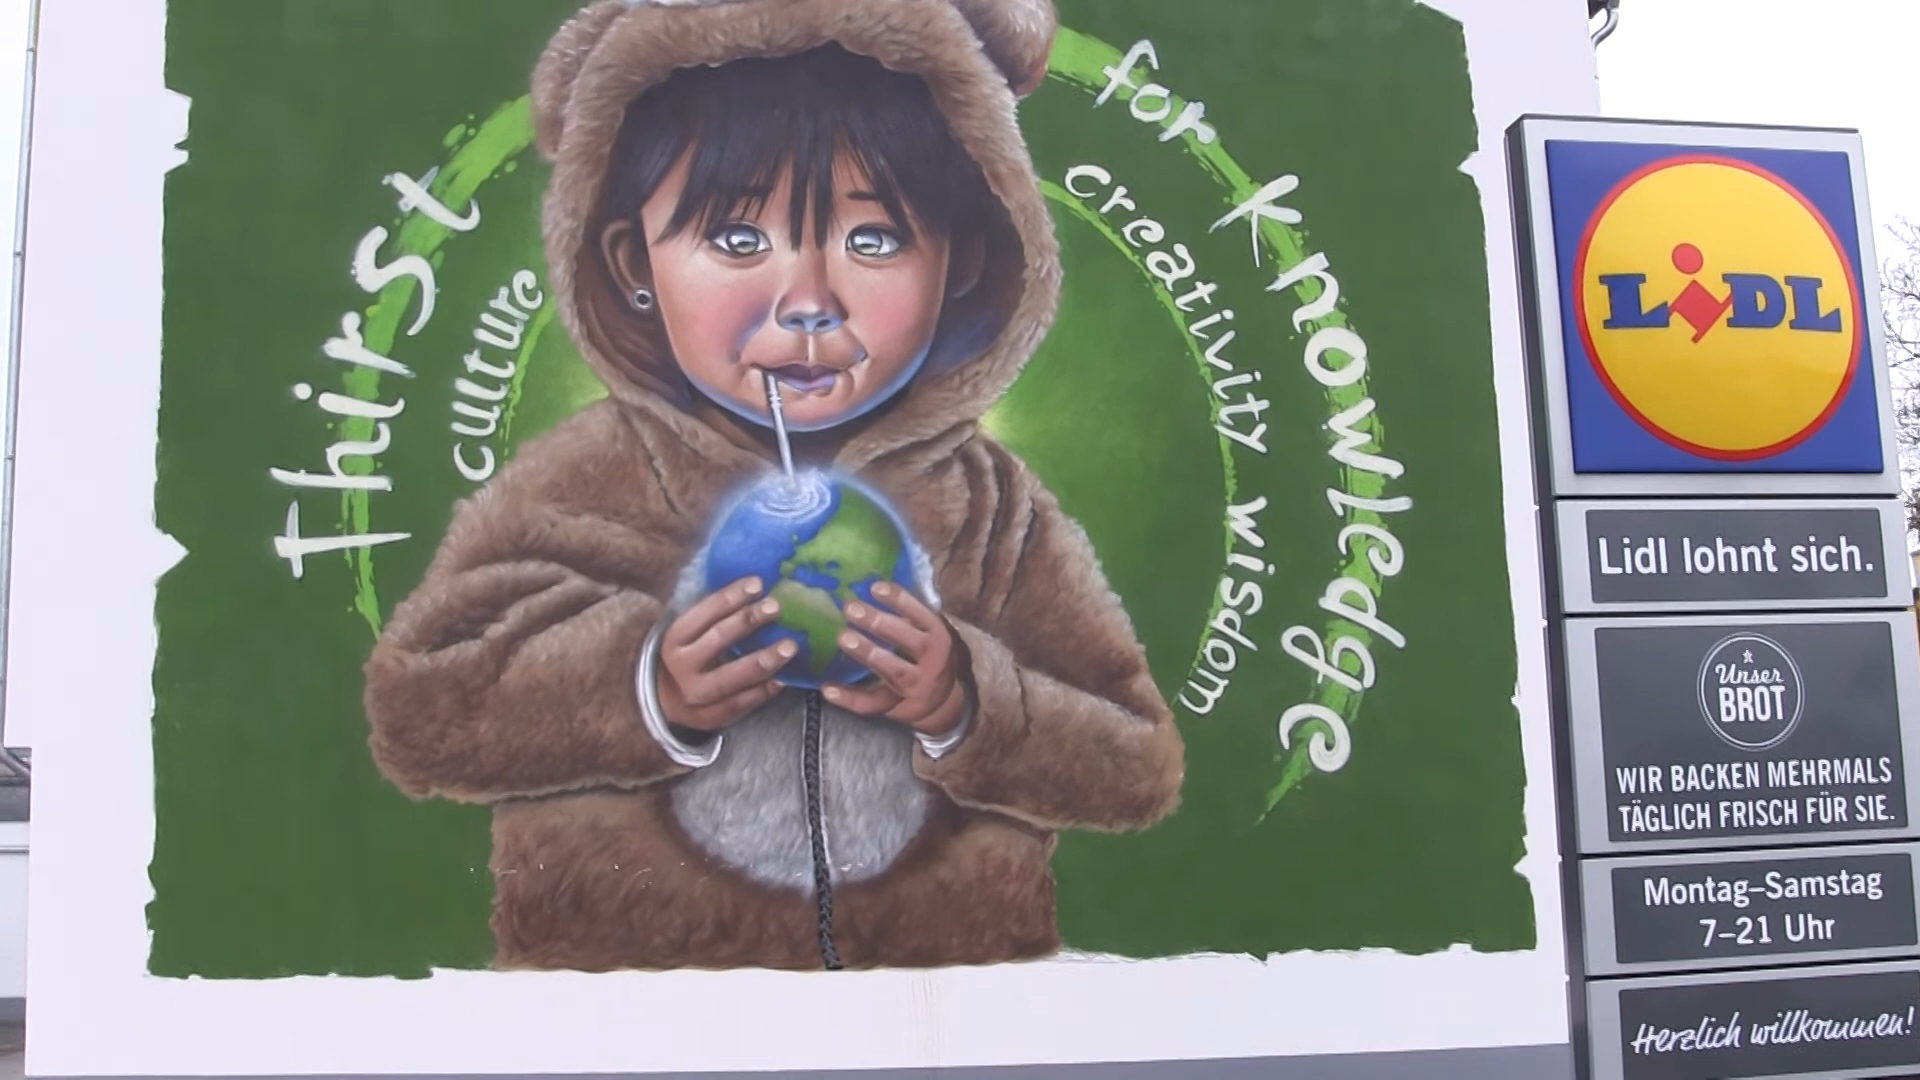 Thirst for Knowledge
culture creativity wisdom
LIDL
Lidl lohnt sich.
Unser
BROT
WIR BACKEN MEHRMALS
TÄGLICH FRISCH FÜR SIE.
Montag–Samstag
7–21 Uhr
Herzlich willkommen!